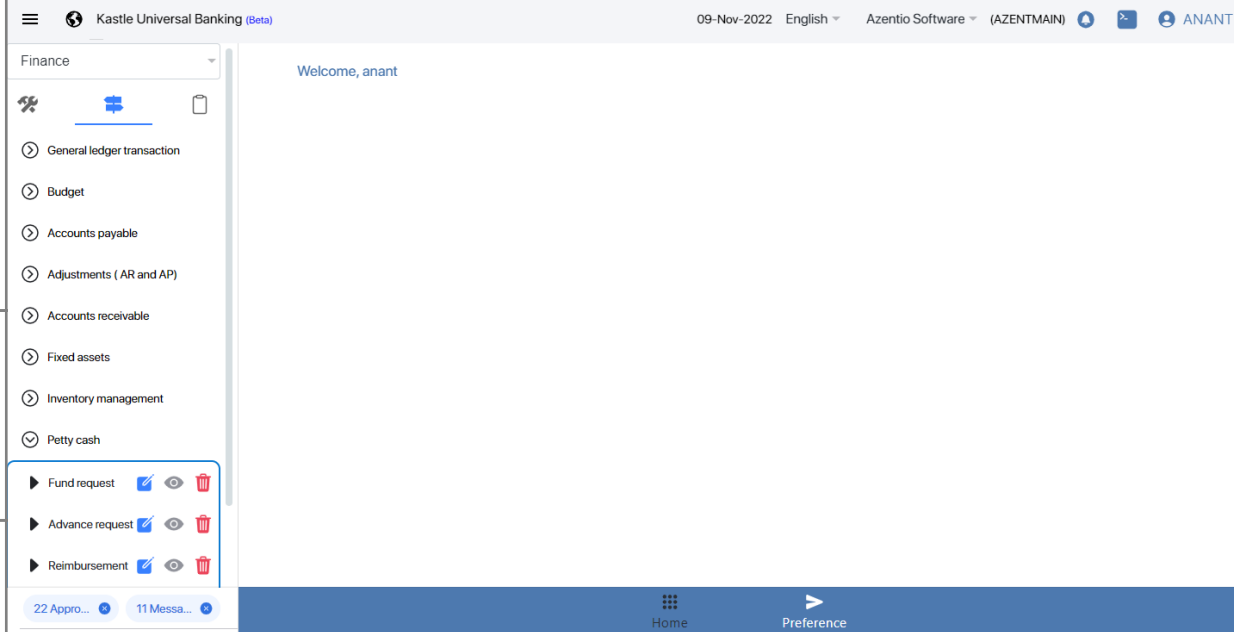 Kastle Universal Banking (Beta)
09-Nov-2022 English Azentio Software (AZENTMAIN) ANANT
Finance
Welcome, anant
General ledger transaction
Budget
Accounts payable
Adjustments ( AR and AP)
Accounts receivable
Fixed assets
Inventory management
Petty cash
Fund request
Advance request
Reimbursement
22 Appro... 11 Messa...
Home Preference